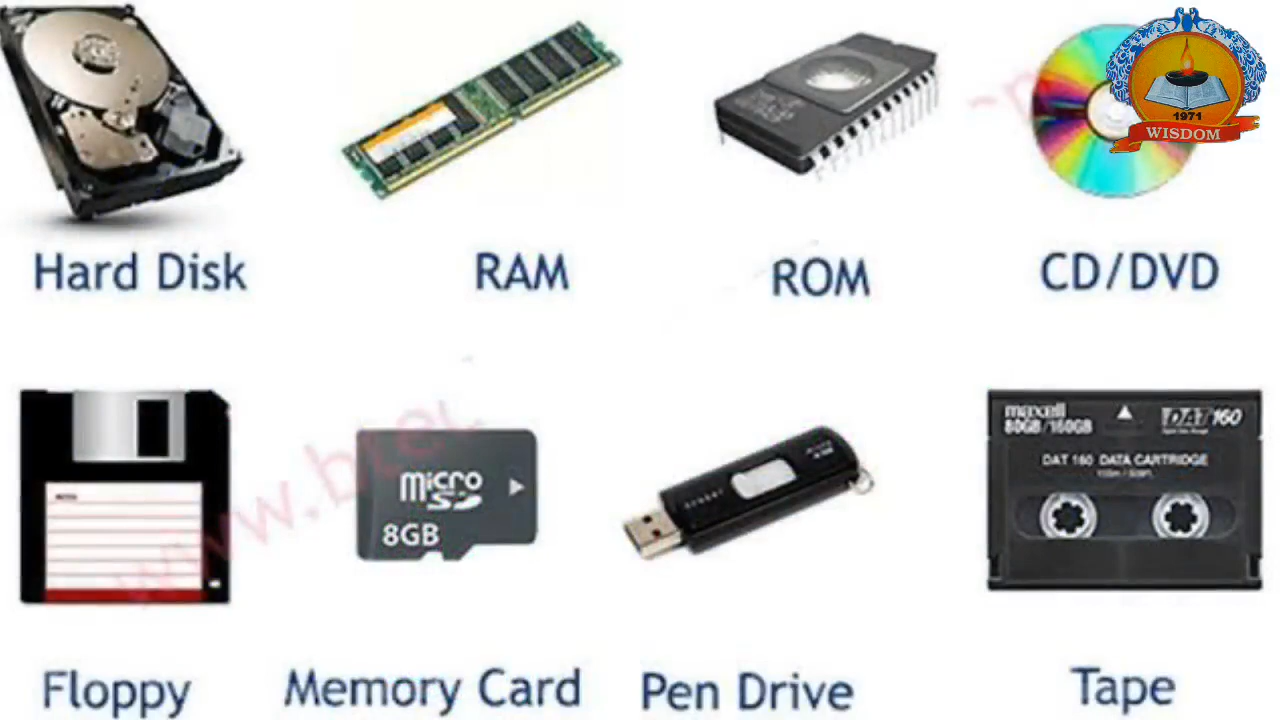 1971
WISDOM
Hard Disk
RAM
ROM
CD/DVD
maxell
80GB/160GB
DAT 160
DAT 160 DATA CARTRIDGE
micro
SD
8GB
Floppy
Memory Card
Pen Drive
Tape